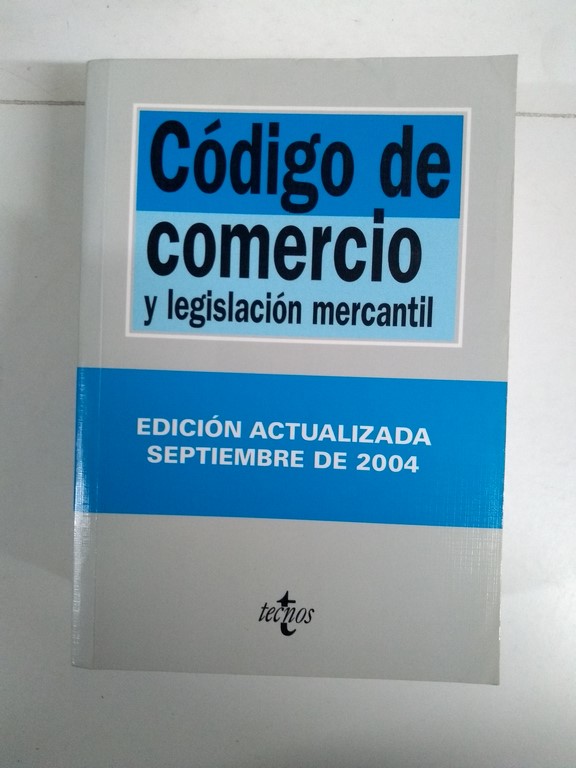 Código de
comercio
y legislación mercantil
EDICIÓN ACTUALIZADA
SEPTIEMBRE DE 2004
tecnos